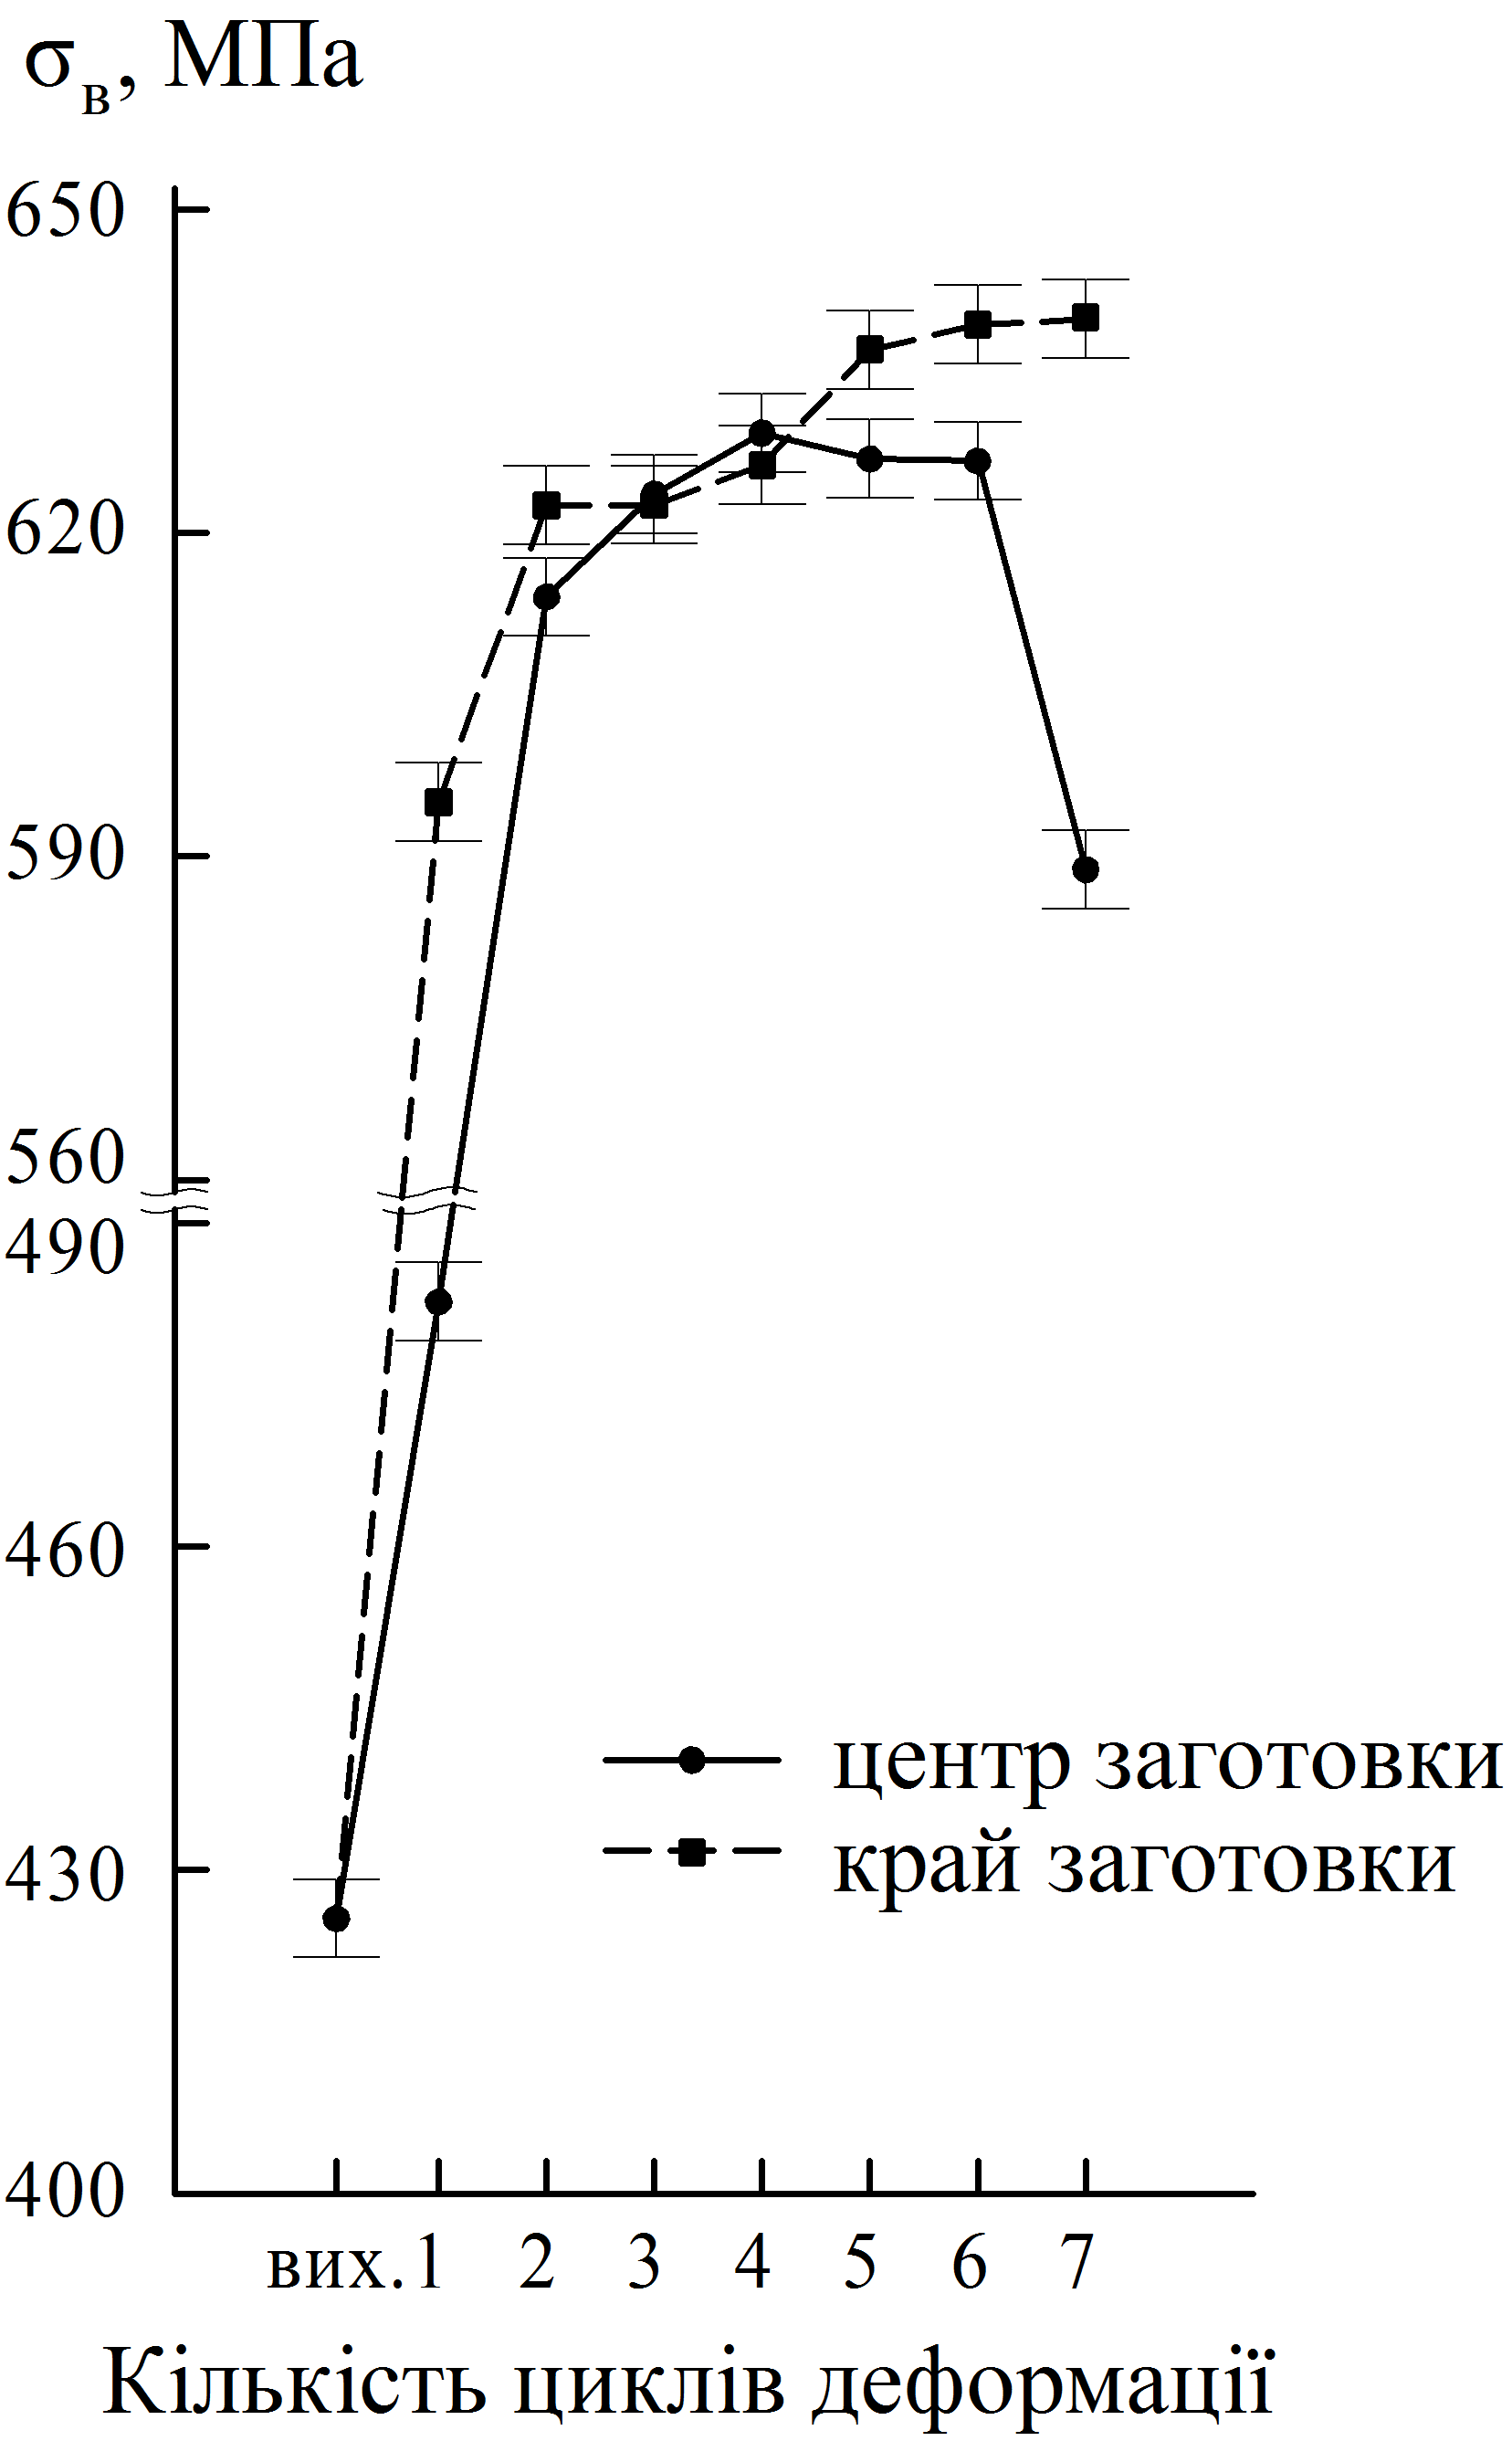 σв, МПа
650
620
590
560
490
460
430
400
центр заготовки
край заготовки
вих. 1 2 3 4 5 6 7
Кількість циклів деформації